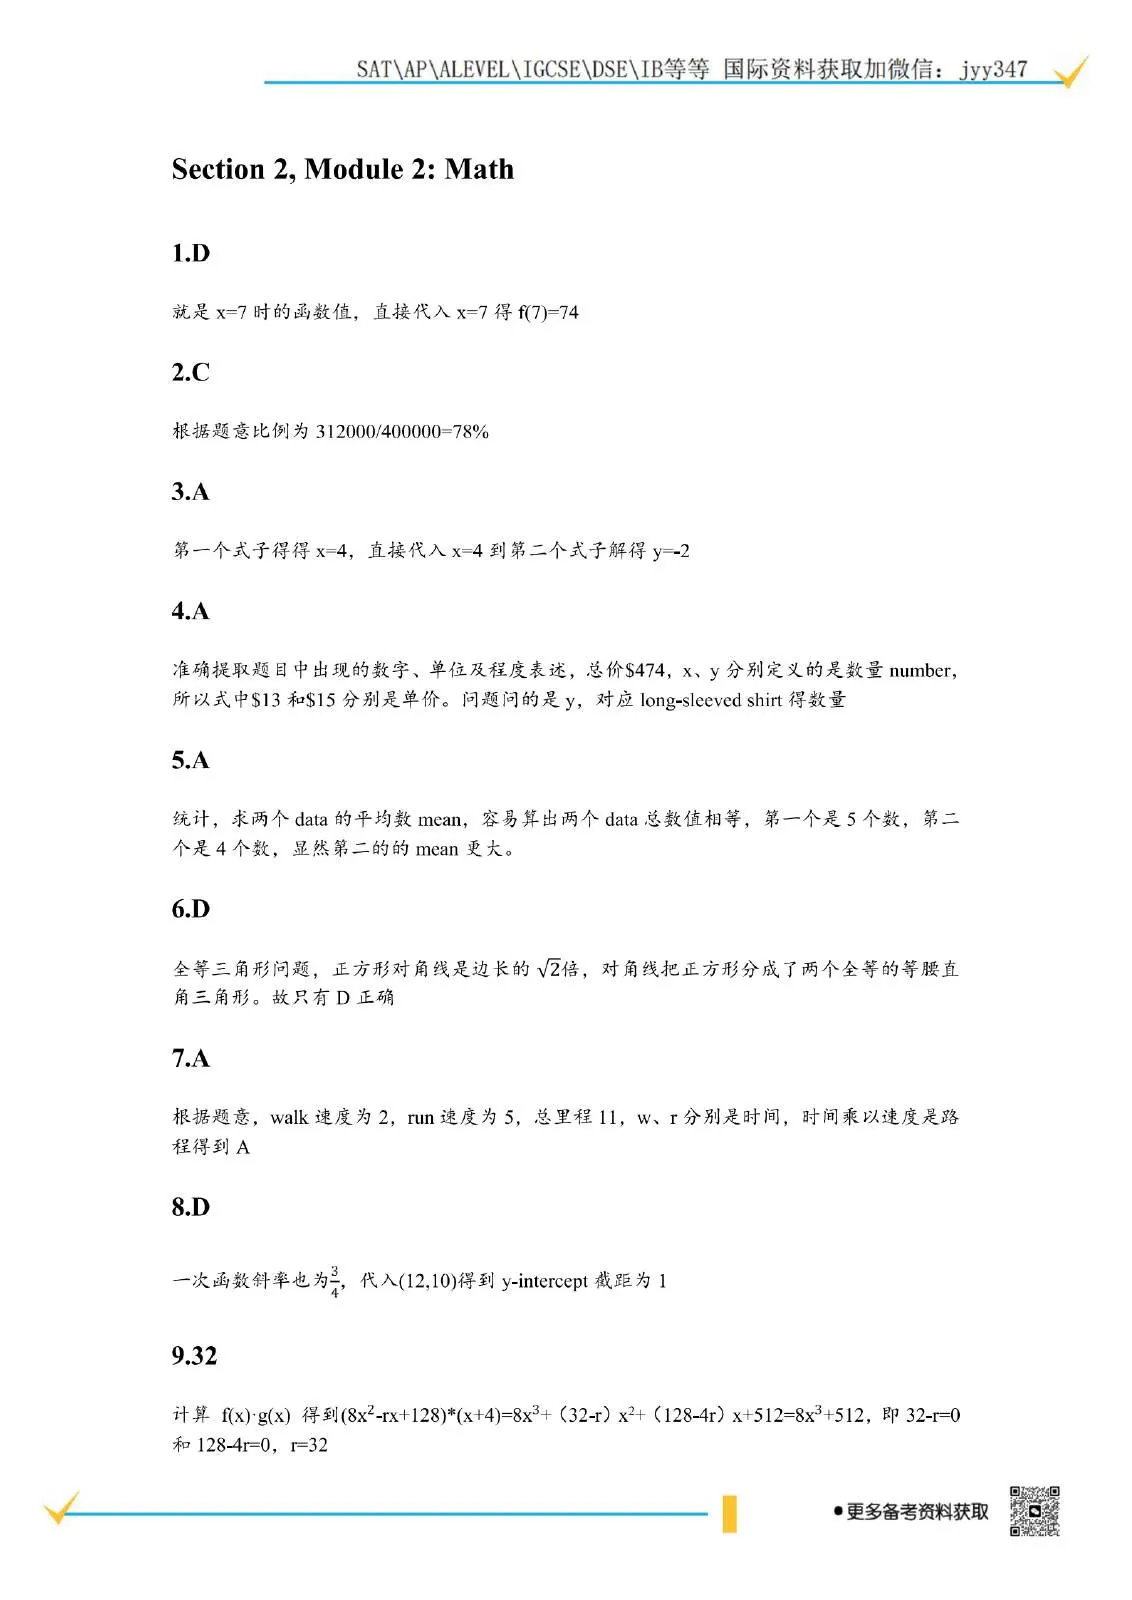 SAT\AP\ALEVEL\IGCSE\DSE\IB等等 国际资料获取加微信：jyy347
Section 2, Module 2: Math
1.D
就是 x=7 时的函数值，直接代入 x=7 得 f(7)=74
2.C
根据题意比例为 312000/400000=78%
3.A
第一个式子得得 x=4，直接代入 x=4 到第二个式子解得 y=-2
4.A
准确提取题目中出现的数字、单位及程度表述，总价$474，x、y 分别定义的是数量 number，
所以式中$13 和$15 分别是单价。问题问的是 y，对应 long-sleeved shirt 得数量
5.A
统计，求两个 data 的平均数 mean，容易算出两个 data 总数值相等，第一个是 5 个数，第二
个是 4 个数，显然第二的的 mean 更大。
6.D
全等三角形问题，正方形对角线是边长的 √2倍，对角线把正方形分成了两个全等的等腰直
角三角形。故只有 D 正确
7.A
根据题意，walk 速度为 2，run 速度为 5，总里程 11，w、r 分别是时间，时间乘以速度是路
程得到 A
8.D
一次函数斜率也为3/4，代入(12,10)得到 y-intercept 截距为 1
9.32
计算 f(x)·g(x) 得到(8x²-rx+128)*(x+4)=8x³+（32-r）x²+（128-4r）x+512=8x³+512，即 32-r=0
和 128-4r=0，r=32
•更多备考资料获取